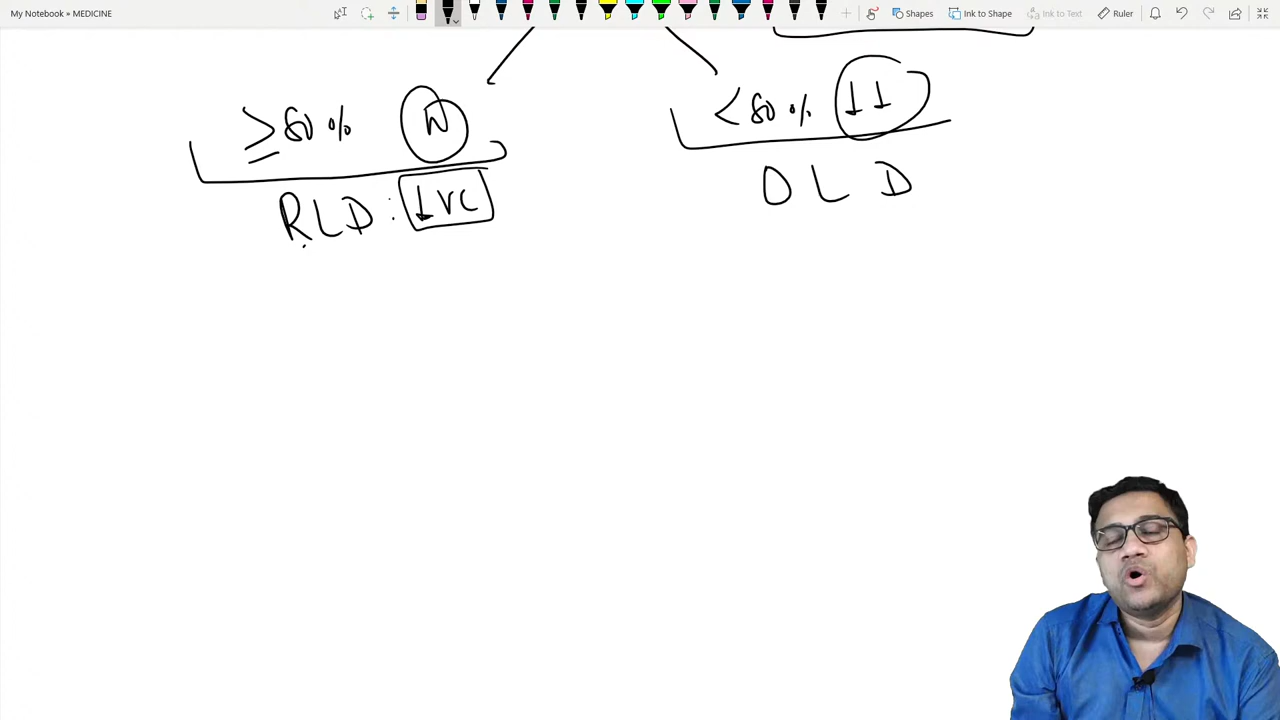 My Notebook » MEDICINE
Shapes
Ink to Shape
Ink to Text
Ruler
≥80% N
<80% ↓↓
RLD: ↓VC
OLD